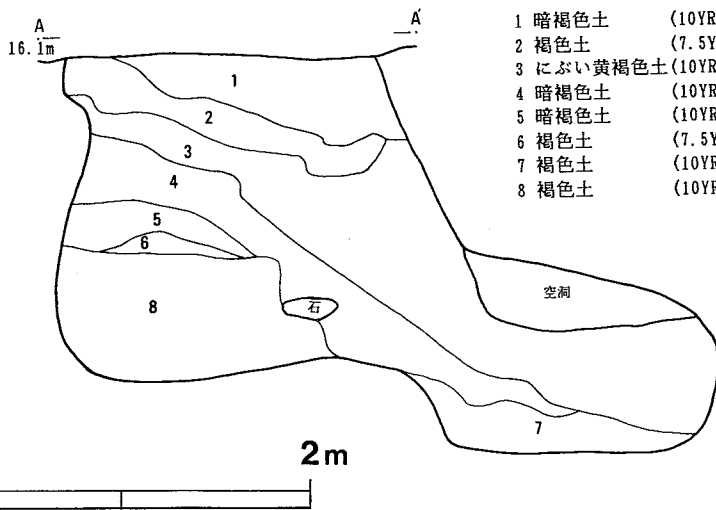 A
A′
16.1m
1 暗褐色土 (10YR
2 褐色土 (7.5Y
3 にぶい黄褐色土 (10YR
4 暗褐色土 (10YR
5 暗褐色土 (10YR
6 褐色土 (7.5Y
7 褐色土 (10YR
8 褐色土 (10YR
1
2
3
4
5
6
8
石
空洞
7
2m